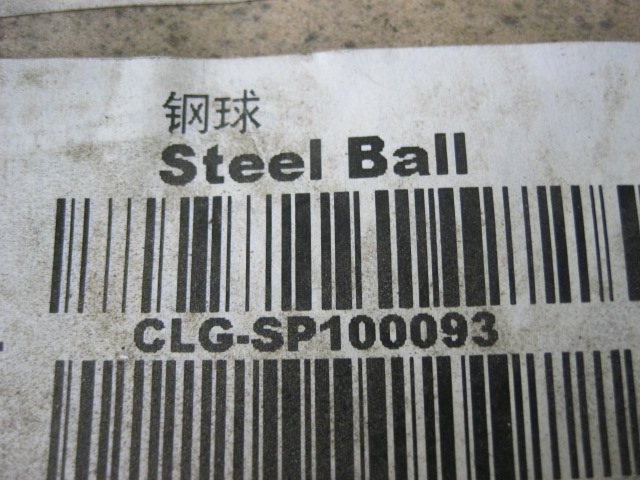 钢球
Steel Ball
CLG-SP100093